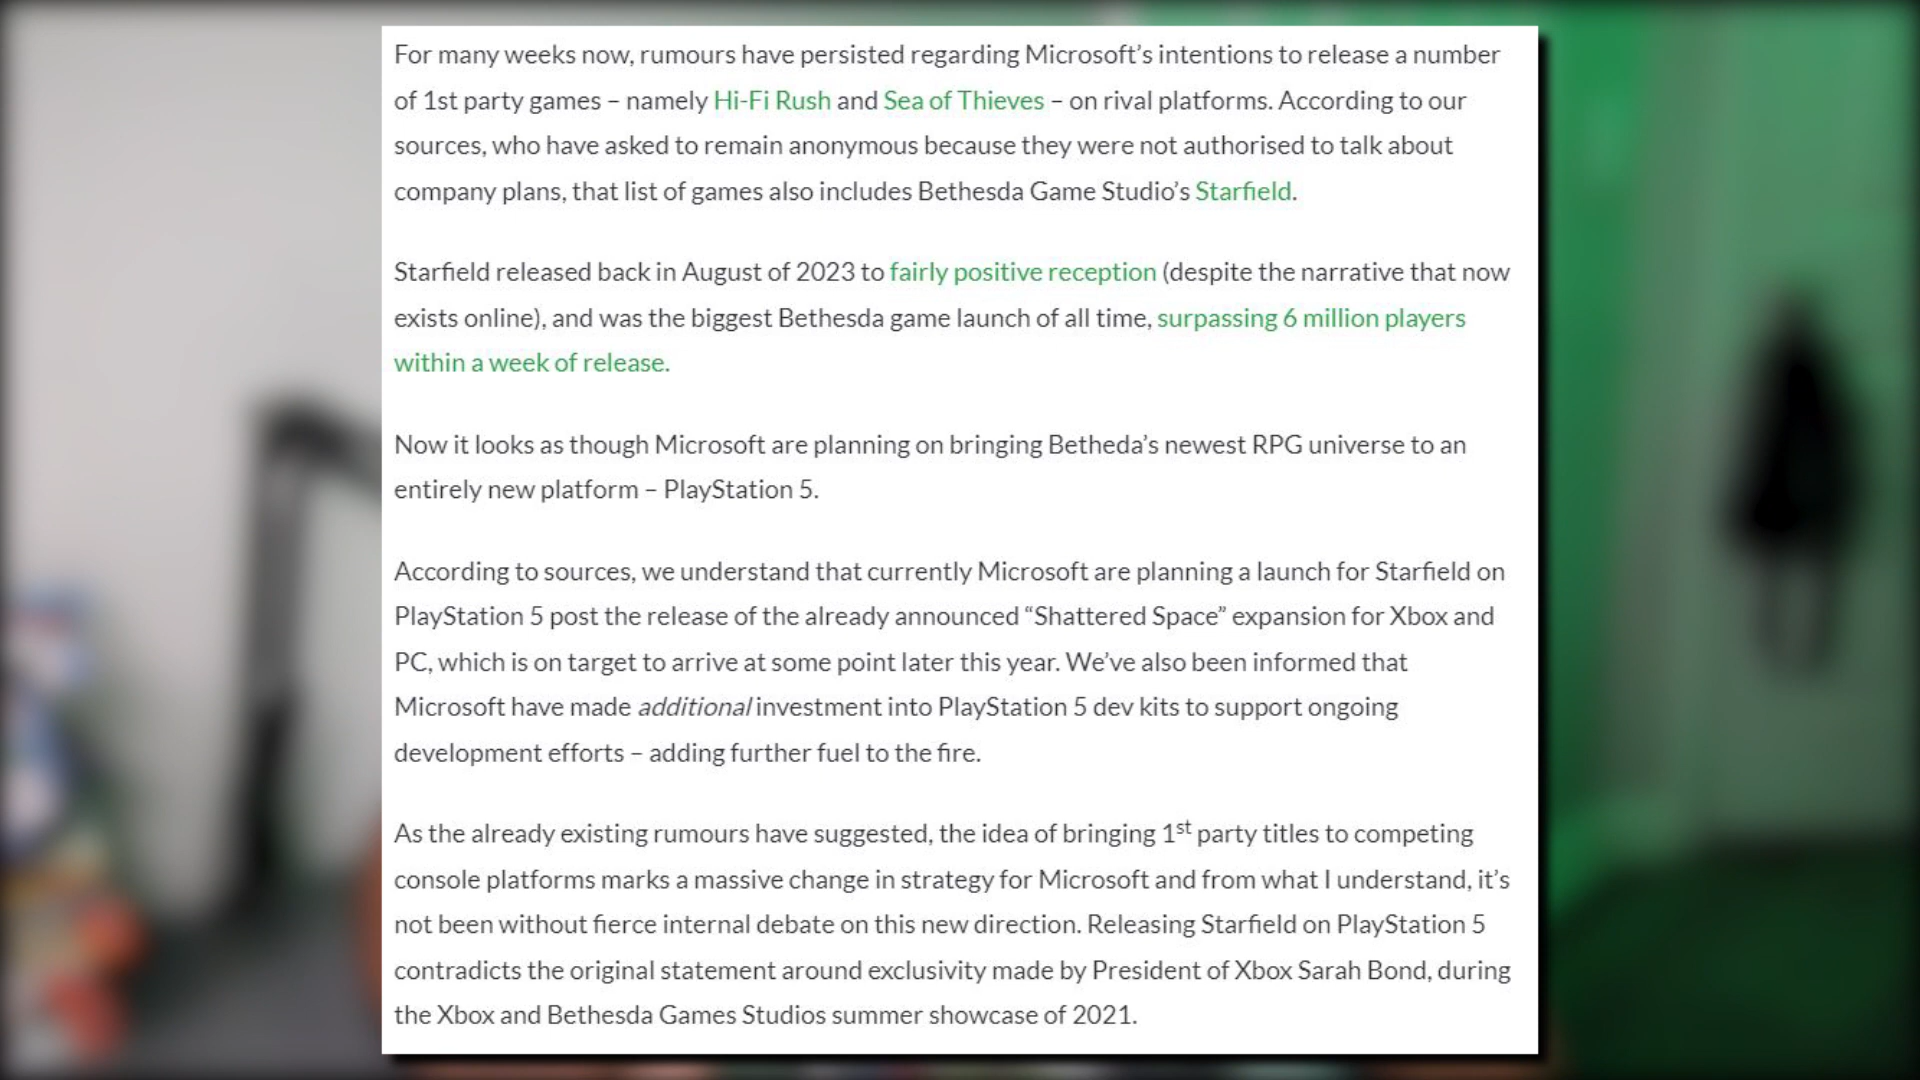 For many weeks now, rumours have persisted regarding Microsoft’s intentions to release a number
of 1st party games – namely Hi-Fi Rush and Sea of Thieves – on rival platforms. According to our
sources, who have asked to remain anonymous because they were not authorised to talk about
company plans, that list of games also includes Bethesda Game Studio’s Starfield.
Starfield released back in August of 2023 to fairly positive reception (despite the narrative that now
exists online), and was the biggest Bethesda game launch of all time, surpassing 6 million players
within a week of release.
Now it looks as though Microsoft are planning on bringing Betheda’s newest RPG universe to an
entirely new platform – PlayStation 5.
According to sources, we understand that currently Microsoft are planning a launch for Starfield on
PlayStation 5 post the release of the already announced “Shattered Space” expansion for Xbox and
PC, which is on target to arrive at some point later this year. We’ve also been informed that
Microsoft have made additional investment into PlayStation 5 dev kits to support ongoing
development efforts – adding further fuel to the fire.
As the already existing rumours have suggested, the idea of bringing 1st party titles to competing
console platforms marks a massive change in strategy for Microsoft and from what I understand, it’s
not been without fierce internal debate on this new direction. Releasing Starfield on PlayStation 5
contradicts the original statement around exclusivity made by President of Xbox Sarah Bond, during
the Xbox and Bethesda Games Studios summer showcase of 2021.